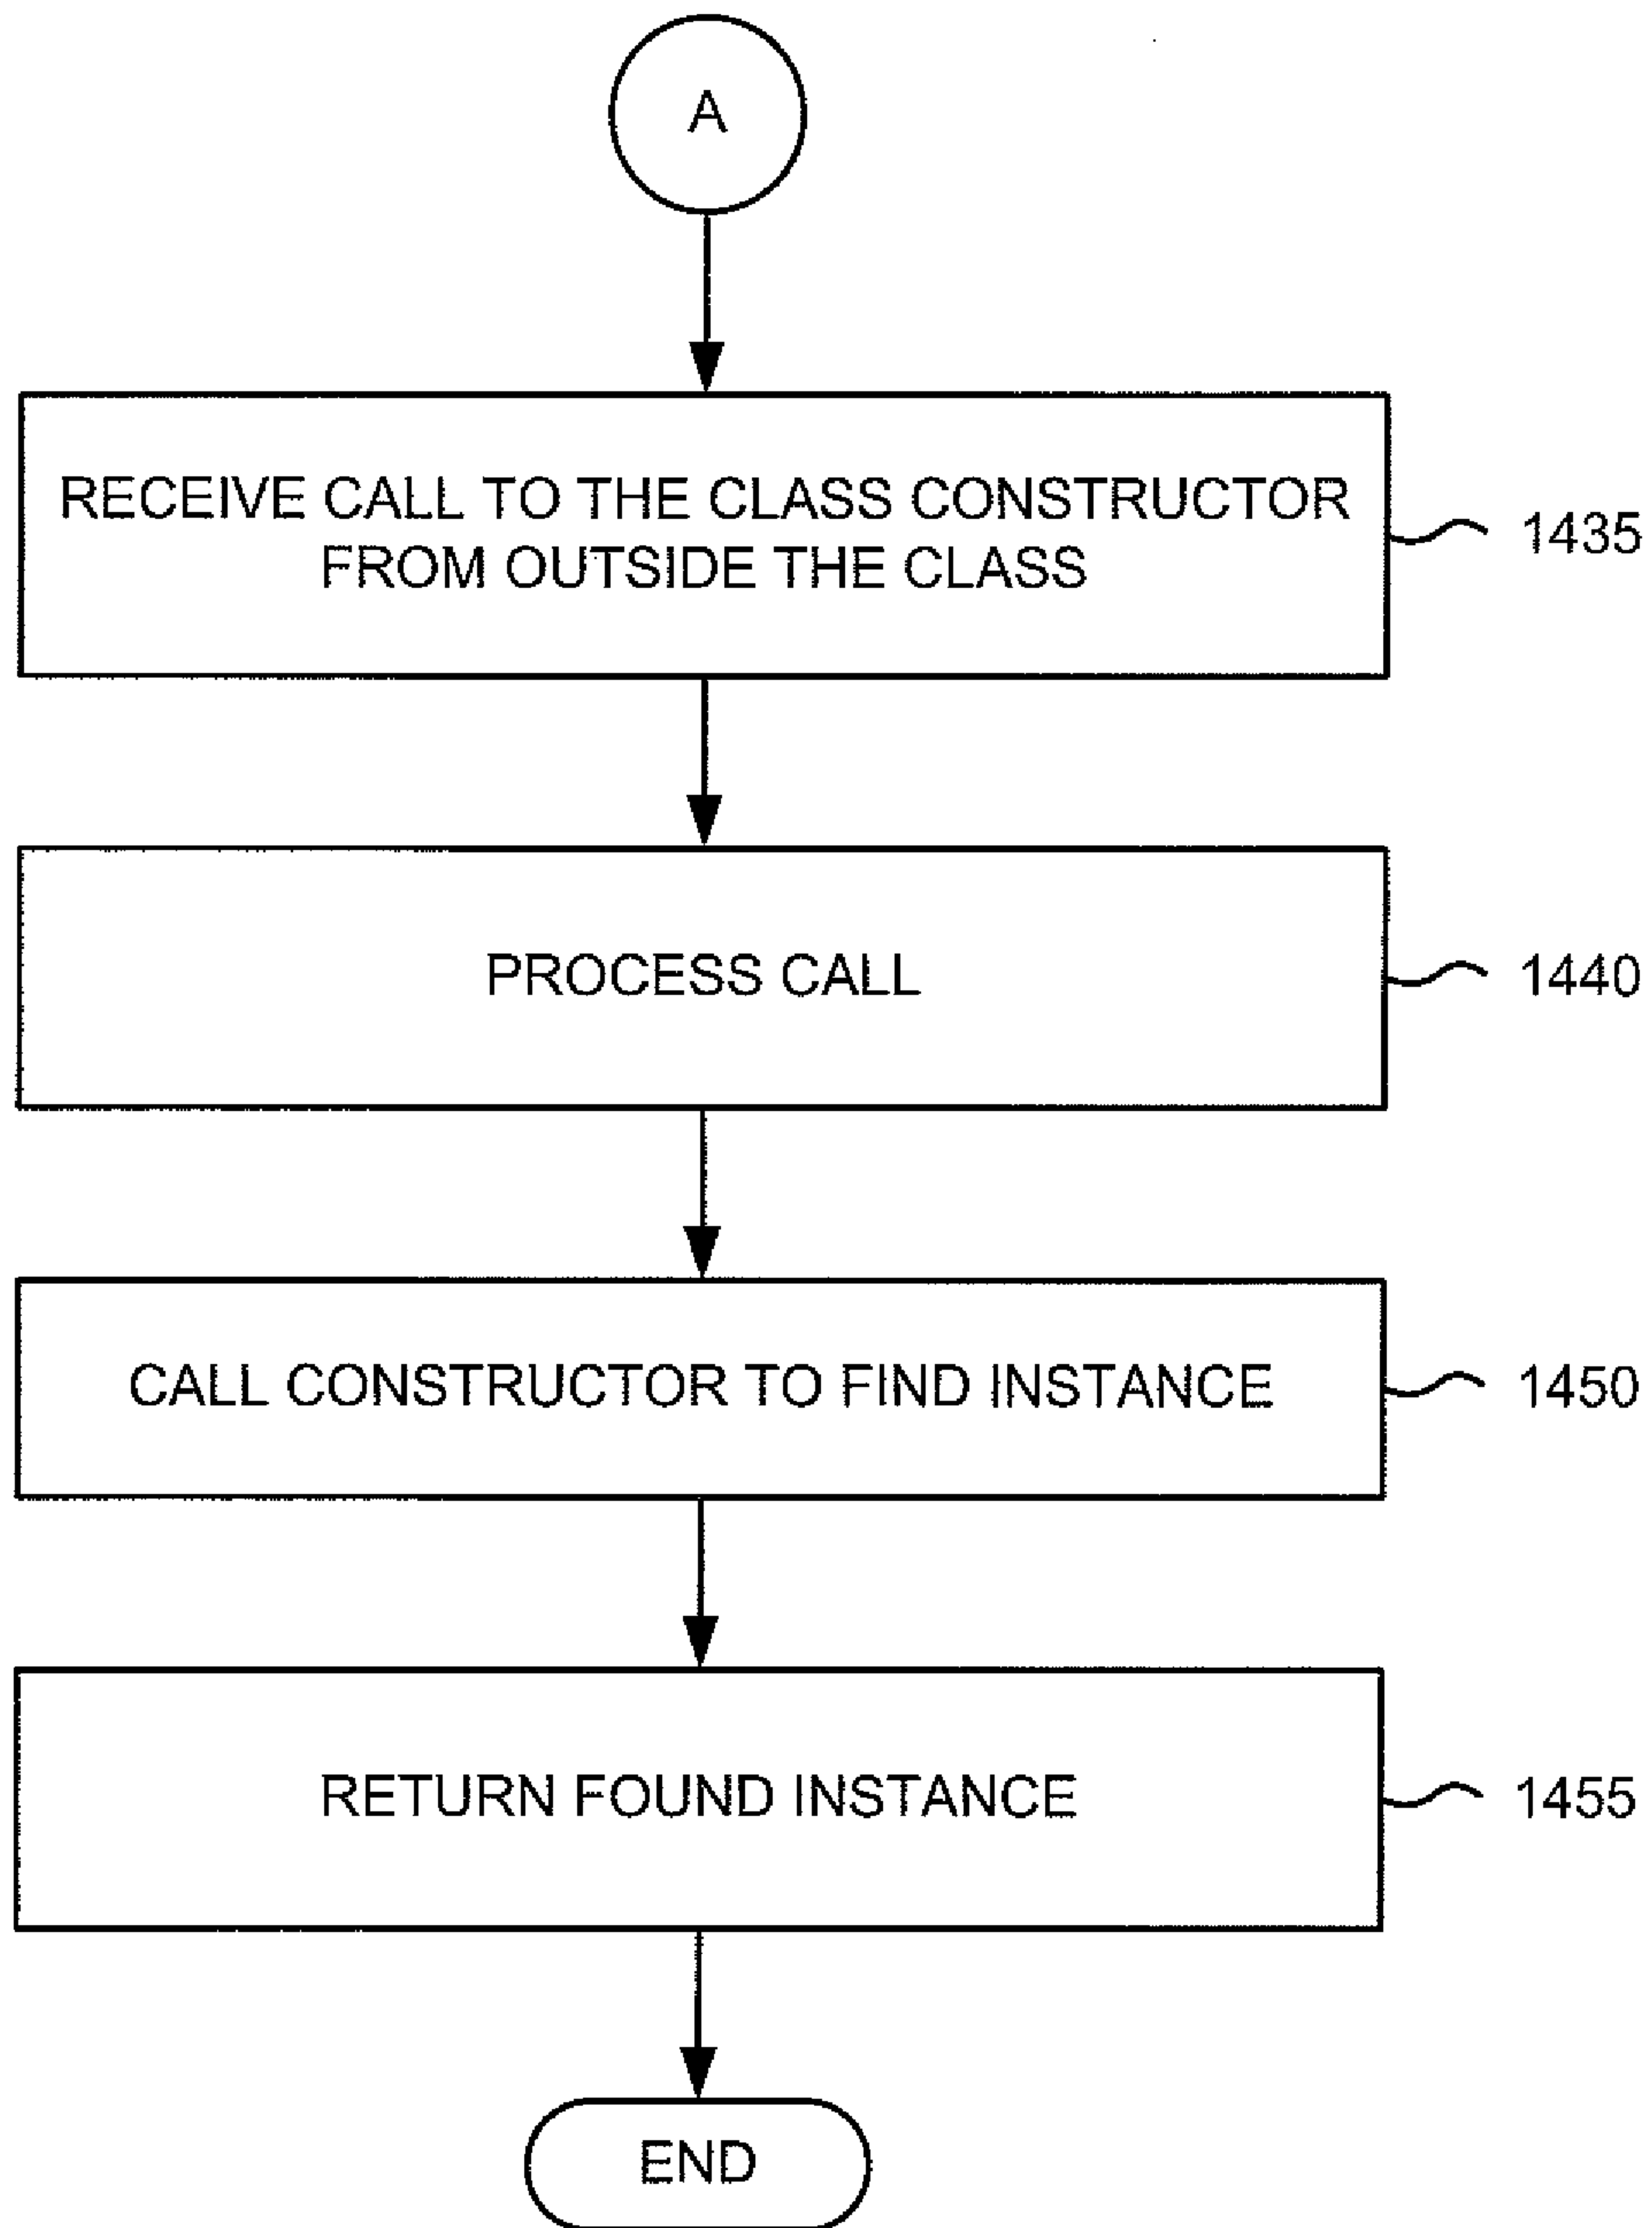 A
RECEIVE CALL TO THE CLASS CONSTRUCTOR
FROM OUTSIDE THE CLASS
1435
PROCESS CALL
1440
CALL CONSTRUCTOR TO FIND INSTANCE
1450
RETURN FOUND INSTANCE
1455
END